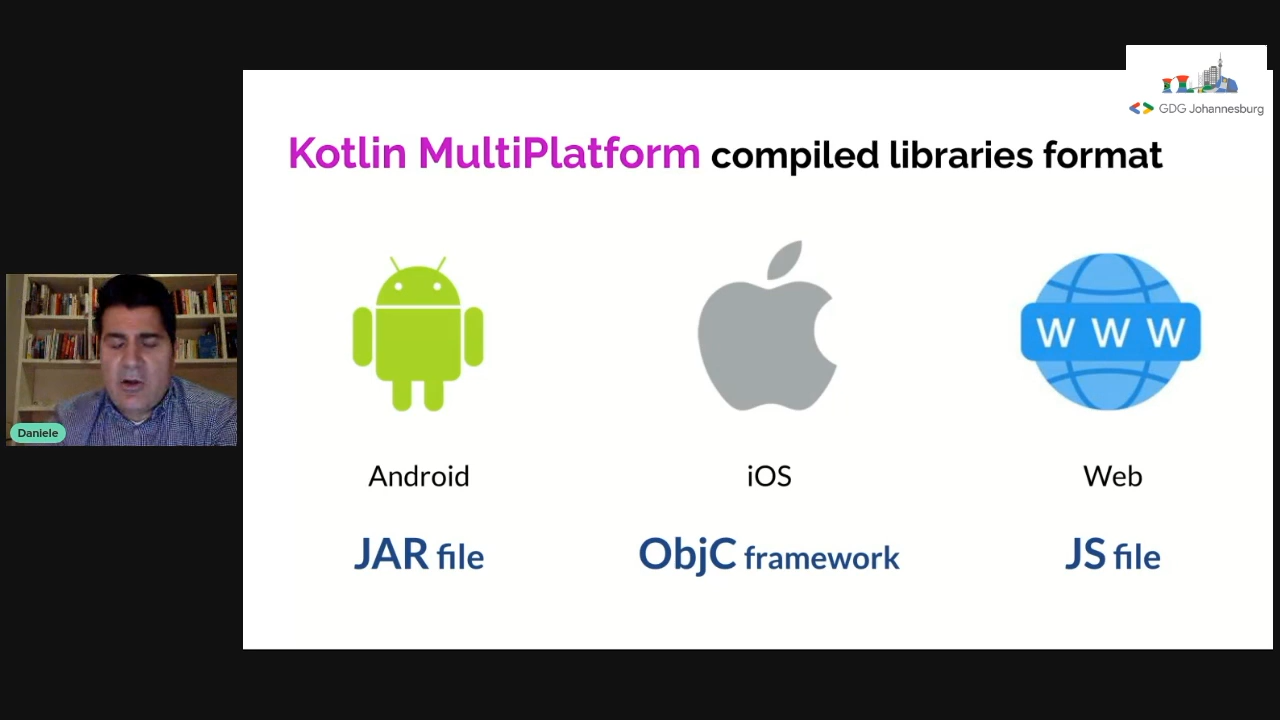 GDG Johannesburg
Kotlin MultiPlatform compiled libraries format
W W W
Android
iOS
Web
JAR file
ObjC framework
JS file
Daniele